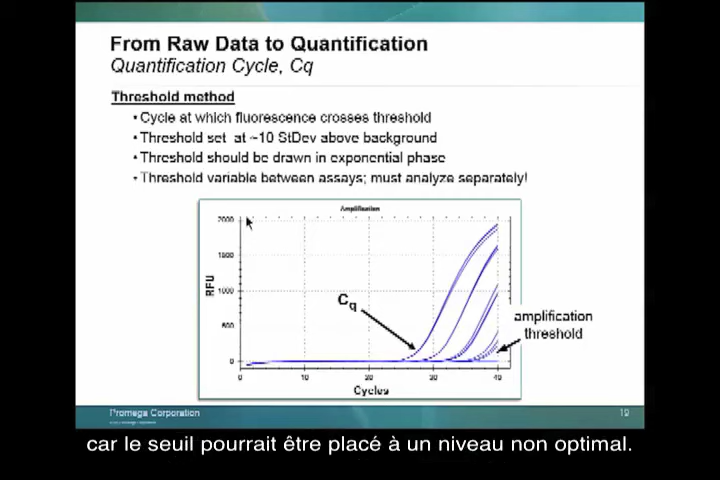 From Raw Data to Quantification
Quantification Cycle, Cq
Threshold method
• Cycle at which fluorescence crosses threshold
• Threshold set at ~10 StDev above background
• Threshold should be drawn in exponential phase
• Threshold variable between assays; must analyze separately!
Amplification
2000
1500
1000
500
0
RFU
Cq
amplification
threshold
0 10 20 30 40
Cycles
Promega Corporation
19
car le seuil pourrait être placé à un niveau non optimal.